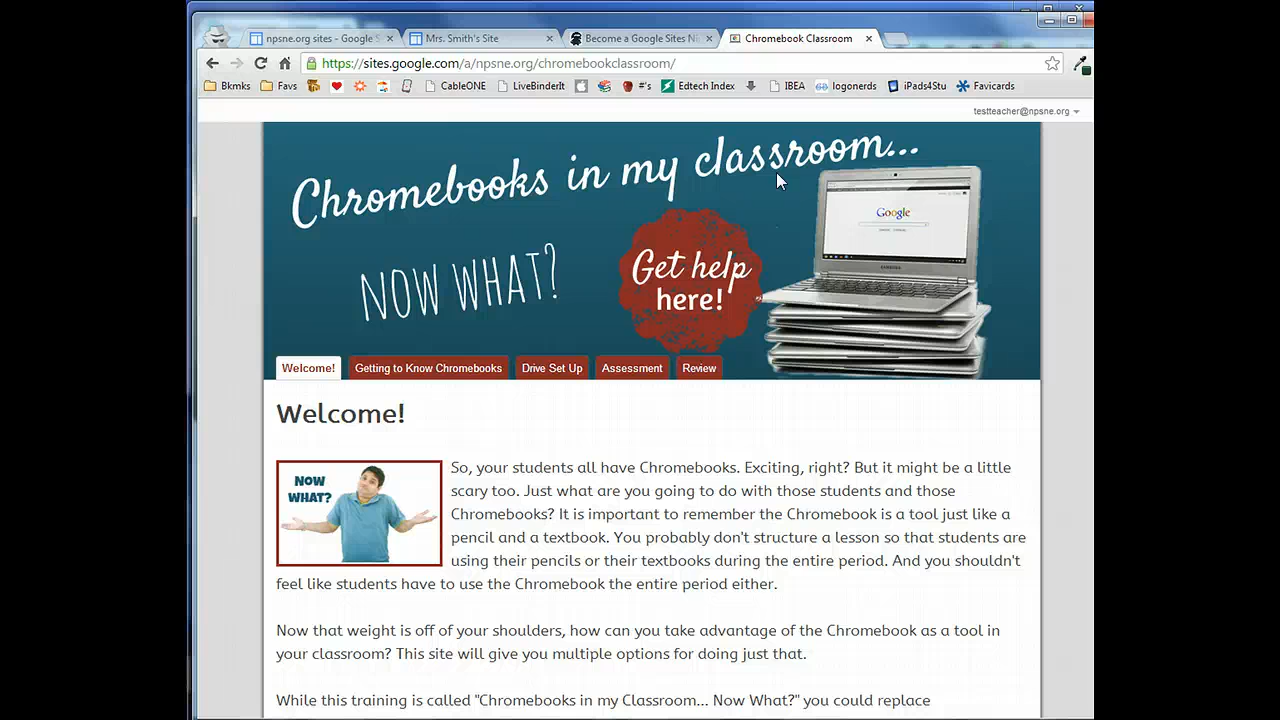 npsne.org sites - Google S
Mrs. Smith's Site
Become a Google Sites Ni
Chromebook Classroom
https://sites.google.com/a/npsne.org/chromebookclassroom/
Bkmks
Favs
CableONE
LiveBinderIt
#'s
Edtech Index
IBEA
logonerds
iPads4Stu
Favicards
testteacher@npsne.org
Chromebooks in my classroom...
NOW WHAT?
Get help
here!
Google
Welcome!
Getting to Know Chromebooks
Drive Set Up
Assessment
Review
Welcome!
NOW
WHAT?
So, your students all have Chromebooks. Exciting, right? But it might be a little
scary too. Just what are you going to do with those students and those
Chromebooks? It is important to remember the Chromebook is a tool just like a
pencil and a textbook. You probably don't structure a lesson so that students are
using their pencils or their textbooks during the entire period. And you shouldn't
feel like students have to use the Chromebook the entire period either.
Now that weight is off of your shoulders, how can you take advantage of the Chromebook as a tool in
your classroom? This site will give you multiple options for doing just that.
While this training is called "Chromebooks in my Classroom... Now What?" you could replace